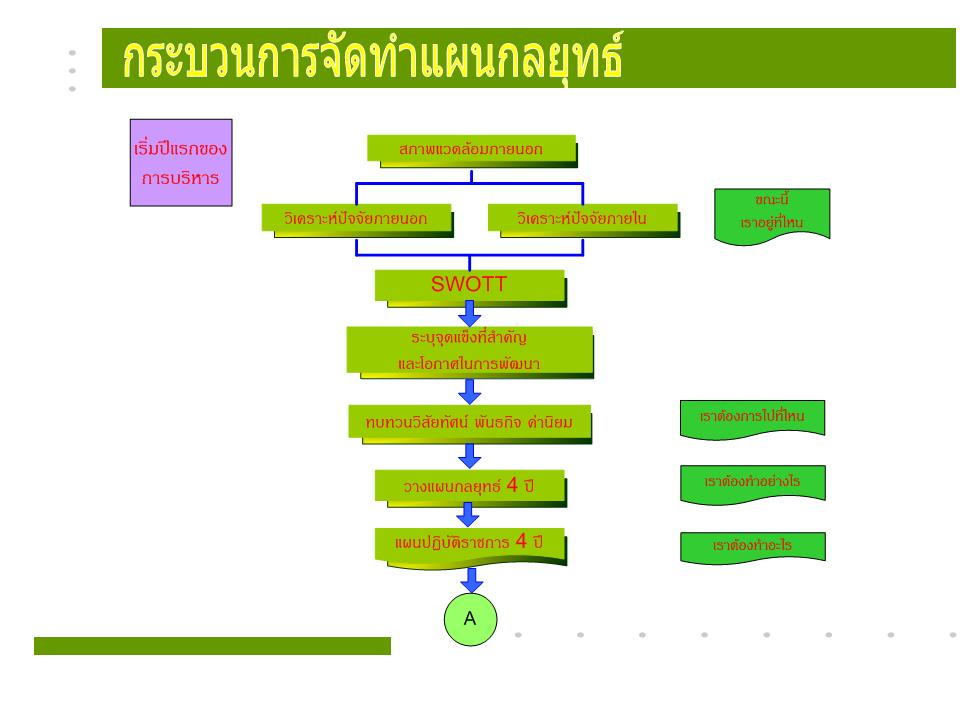 กระบวนการจัดทำแผนกลยุทธ์
เริ่มปีแรกของ
การบริหาร
สภาพแวดล้อมภายนอก
วิเคราะห์ปัจจัยภายนอก
วิเคราะห์ปัจจัยภายใน
ขณะนี้
เราอยู่ที่ไหน
SWOTT
ระบุจุดแข็งที่สำคัญ
และโอกาสในการพัฒนา
ทบทวนวิสัยทัศน์ พันธกิจ ค่านิยม
เราต้องการไปที่ไหน
วางแผนกลยุทธ์ 4 ปี
เราต้องทำอย่างไร
แผนปฏิบัติราชการ 4 ปี
เราต้องทำอะไร
A